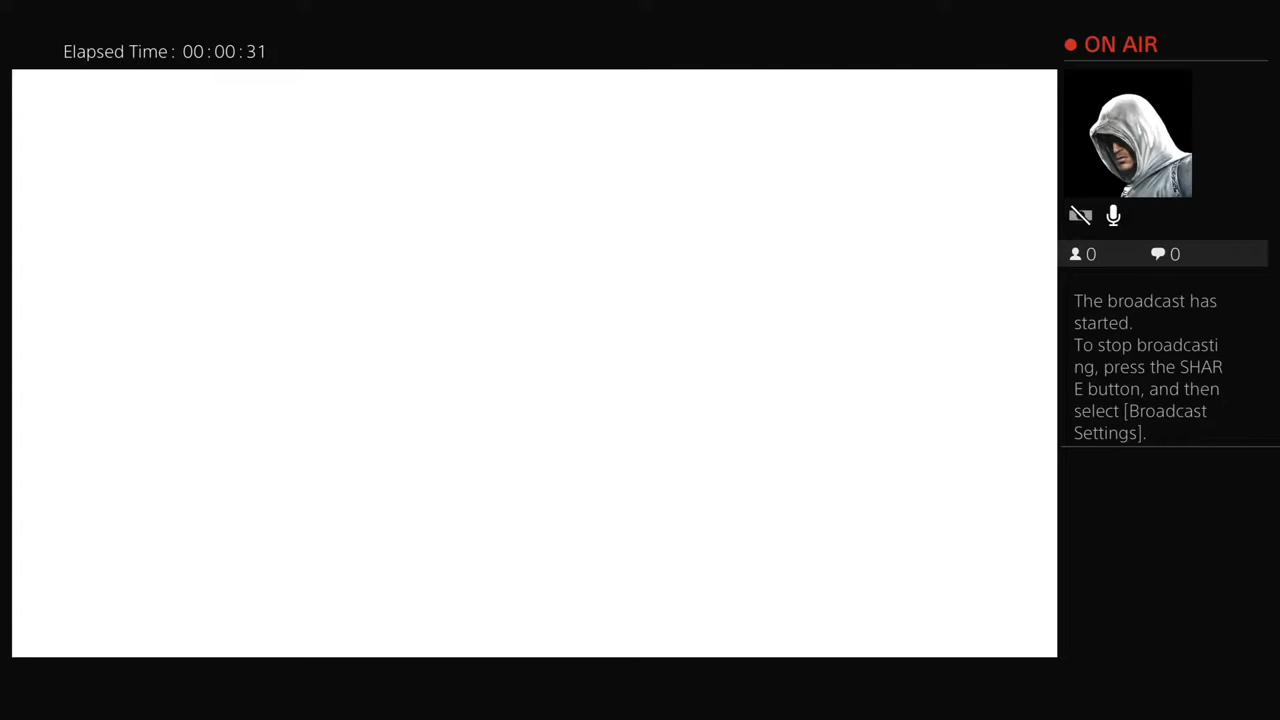 Elapsed Time : 00:00:31
ON AIR
0
0
The broadcast has
started.
To stop broadcasti
ng, press the SHAR
E button, and then
select [Broadcast
Settings].